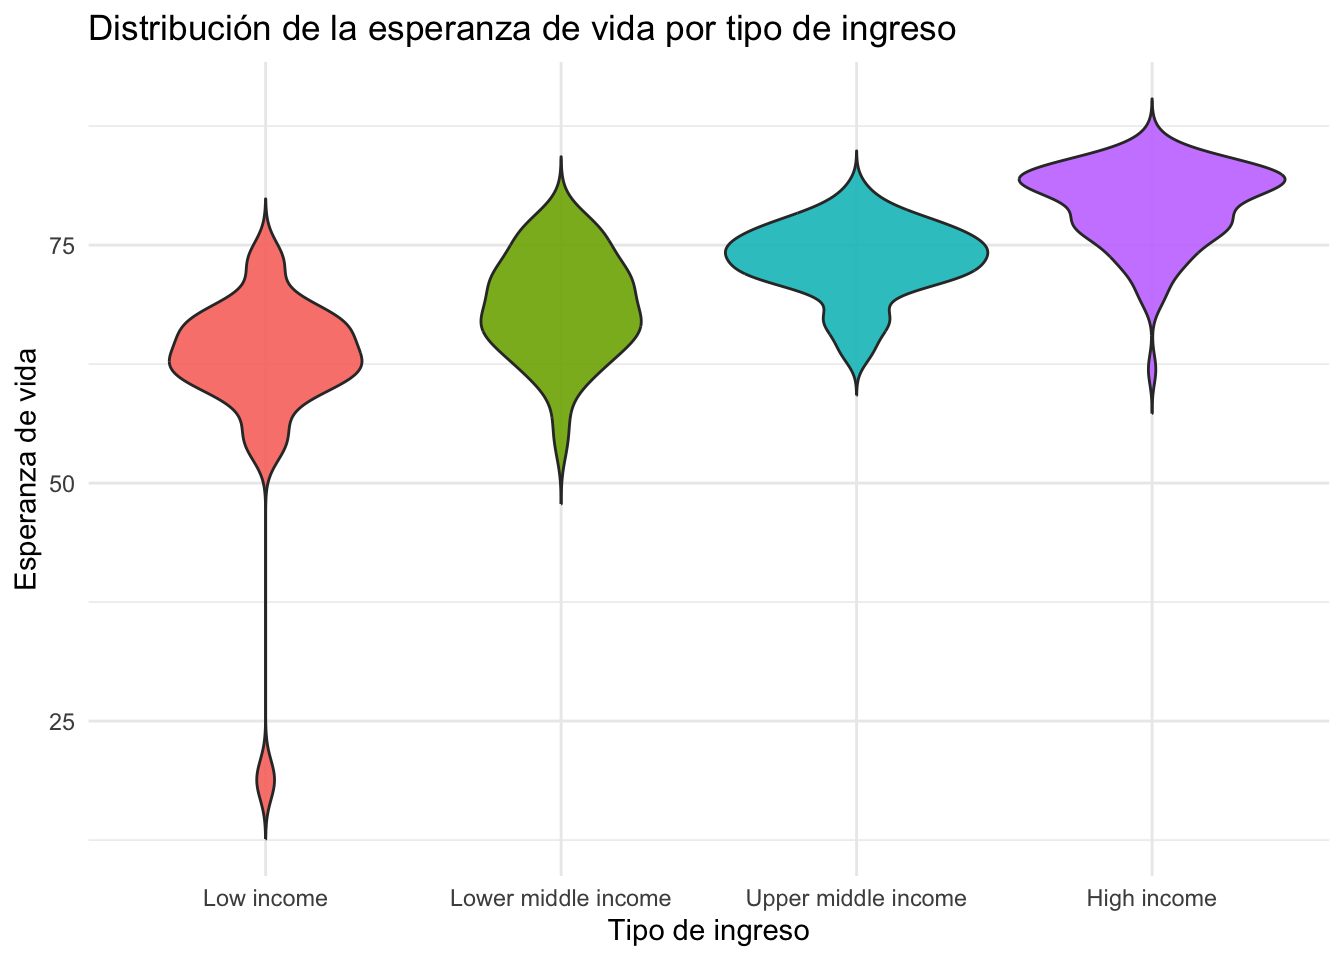 Distribución de la esperanza de vida por tipo de ingreso
Esperanza de vida
75
50
25
Low income
Lower middle income
Upper middle income
High income
Tipo de ingreso